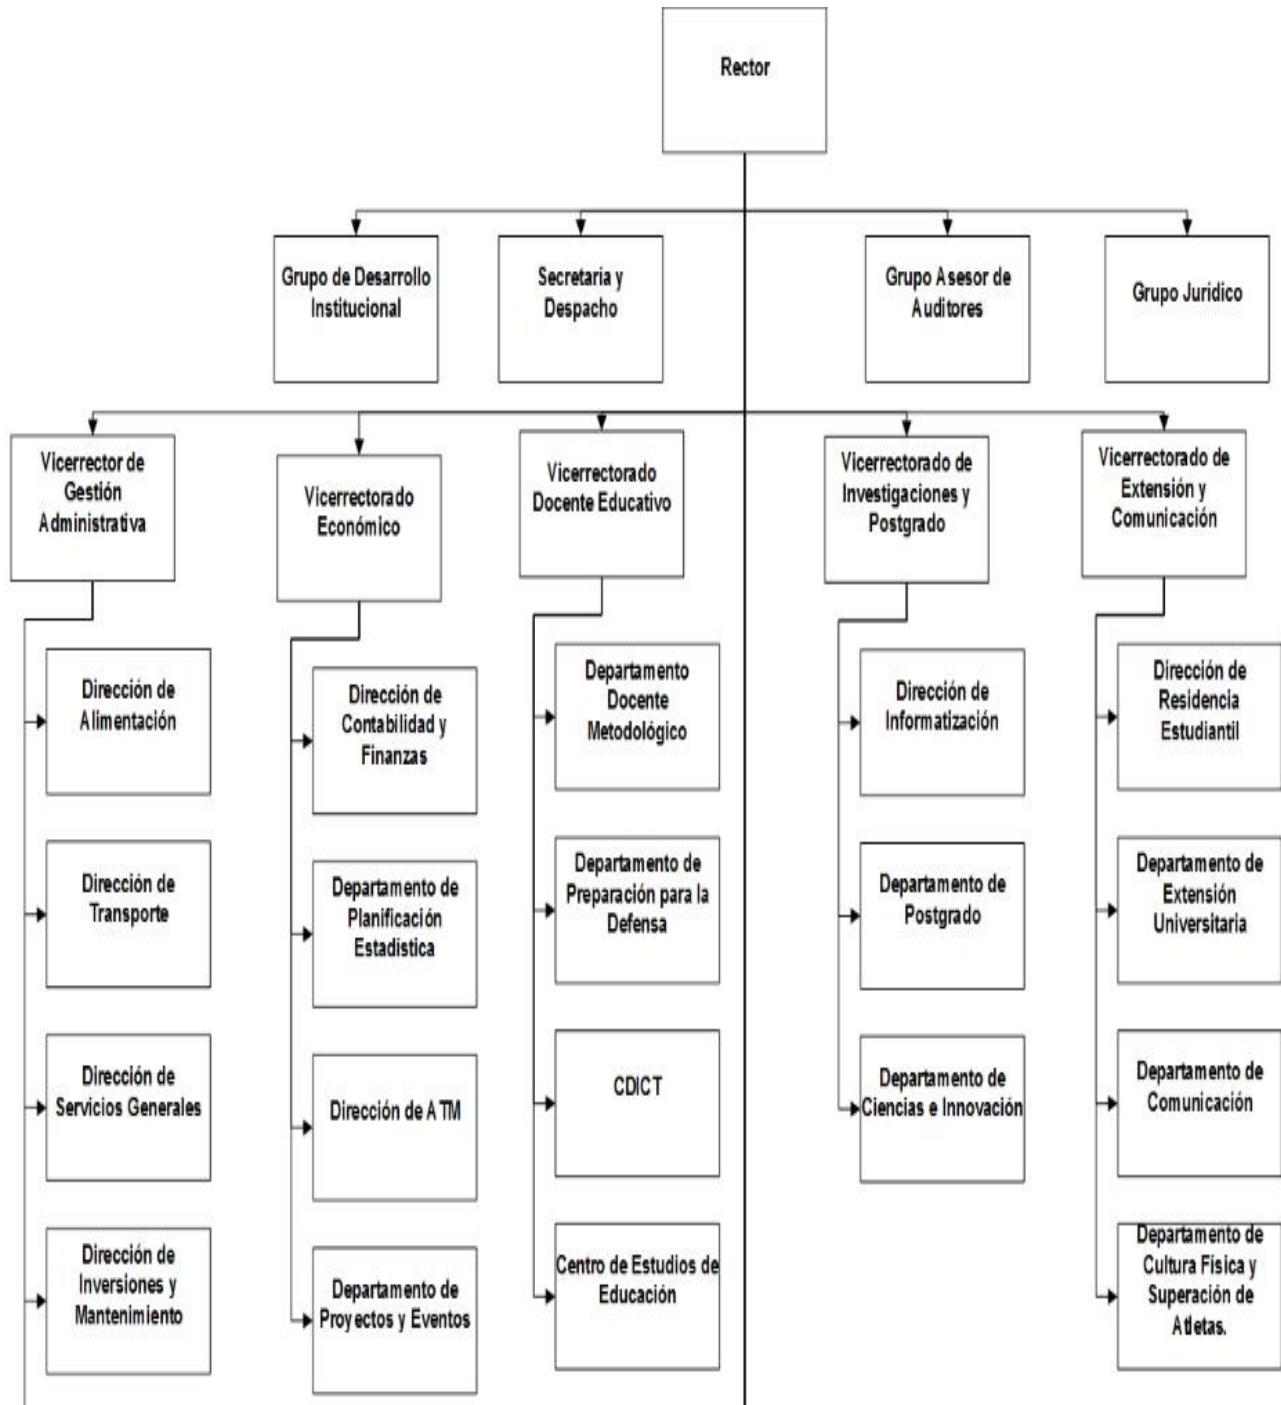 Rector
Grupo de Desarrollo
Institucional
Secretaria y
Despacho
Grupo Asesor de
Auditores
Grupo Jurídico
Vicerrector de
Gestión
Administrativa
Vicerrectorado
Económico
Vicerrectorado
Docente Educativo
Vicerrectorado de
Investigaciones y
Postgrado
Vicerrectorado de
Extensión y
Comunicación
Dirección de
Alimentación
Dirección de
Transporte
Dirección de
Servicios Generales
Dirección de
Inversiones y
Mantenimiento
Dirección de
Contabilidad y
Finanzas
Departamento de
Planificación
Estadística
Dirección de ATM
Departamento de
Proyectos y Eventos
Departamento
Docente
Metodológico
Departamento de
Preparación para la
Defensa
CDICT
Centro de Estudios de
Educación
Dirección de
Informatización
Departamento de
Postgrado
Departamento de
Ciencias e Innovación
Dirección de
Residencia
Estudiantil
Departamento de
Extensión
Universitaria
Departamento de
Comunicación
Departamento de
Cultura Física y
Superación de
Atletas.